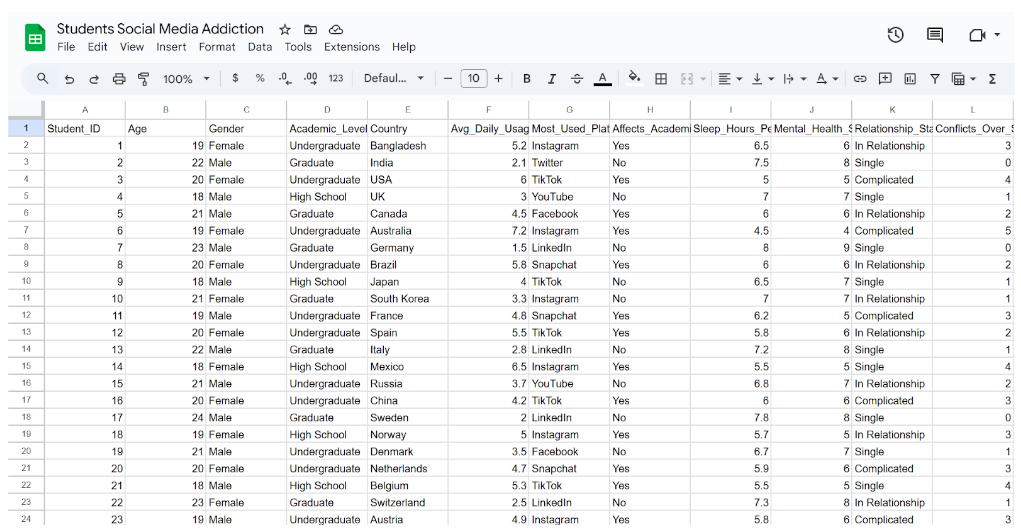 Students Social Media Addiction
File Edit View Insert Format Data Tools Extensions Help
100% $ % .0 .00 123 Defaul... − 10 + B I A A Σ
A B C D E F G H I J K L
1 Student_ID Age Gender Academic_Level Country Avg_Daily_Usag Most_Used_Plat Affects_Academi Sleep_Hours_Pe Mental_Health_S Relationship_Sta Conflicts_Over_S
2 1 19 Female Undergraduate Bangladesh 5.2 Instagram Yes 6.5 6 In Relationship 3
3 2 22 Male Graduate India 2.1 Twitter No 7.5 8 Single 0
4 3 20 Female Undergraduate USA 6 TikTok Yes 5 5 Complicated 4
5 4 18 Male High School UK 3 YouTube No 7 7 Single 1
6 5 21 Male Graduate Canada 4.5 Facebook Yes 6 6 In Relationship 2
7 6 19 Female Undergraduate Australia 7.2 Instagram Yes 4.5 4 Complicated 5
8 7 23 Male Graduate Germany 1.5 LinkedIn No 8 9 Single 0
9 8 20 Female Undergraduate Brazil 5.8 Snapchat Yes 6 6 In Relationship 2
10 9 18 Male High School Japan 4 TikTok No 6.5 7 Single 1
11 10 21 Female Graduate South Korea 3.3 Instagram No 7 7 In Relationship 1
12 11 19 Male Undergraduate France 4.8 Snapchat Yes 6.2 5 Complicated 3
13 12 20 Female Undergraduate Spain 5.5 TikTok Yes 5.8 6 In Relationship 2
14 13 22 Male Graduate Italy 2.8 LinkedIn No 7.2 8 Single 1
15 14 18 Female High School Mexico 6.5 Instagram Yes 5.5 5 Single 4
16 15 21 Male Undergraduate Russia 3.7 YouTube No 6.8 7 In Relationship 2
17 16 20 Female Undergraduate China 4.2 TikTok Yes 6 6 Complicated 3
18 17 24 Male Graduate Sweden 2 LinkedIn No 7.8 8 Single 0
19 18 19 Female High School Norway 5 Instagram Yes 5.7 5 In Relationship 3
20 19 21 Male Undergraduate Denmark 3.5 Facebook No 6.7 7 Single 1
21 20 20 Female Undergraduate Netherlands 4.7 Snapchat Yes 5.9 6 Complicated 3
22 21 18 Male High School Belgium 5.3 TikTok Yes 5.5 5 Single 4
23 22 23 Female Graduate Switzerland 2.5 LinkedIn No 7.3 8 In Relationship 1
24 23 19 Male Undergraduate Austria 4.9 Instagram Yes 5.8 6 Complicated 3